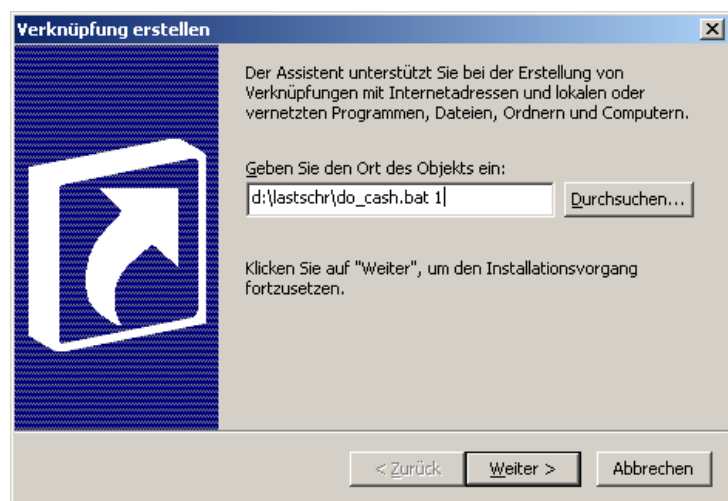 Verknüpfung erstellen
Der Assistent unterstützt Sie bei der Erstellung von
Verknüpfungen mit Internetadressen und lokalen oder
vernetzten Programmen, Dateien, Ordnern und Computern.
Geben Sie den Ort des Objekts ein:
d:\lastschr\do_cash.bat 1
Durchsuchen...
Klicken Sie auf "Weiter", um den Installationsvorgang
fortzusetzen.
< Zurück Weiter > Abbrechen